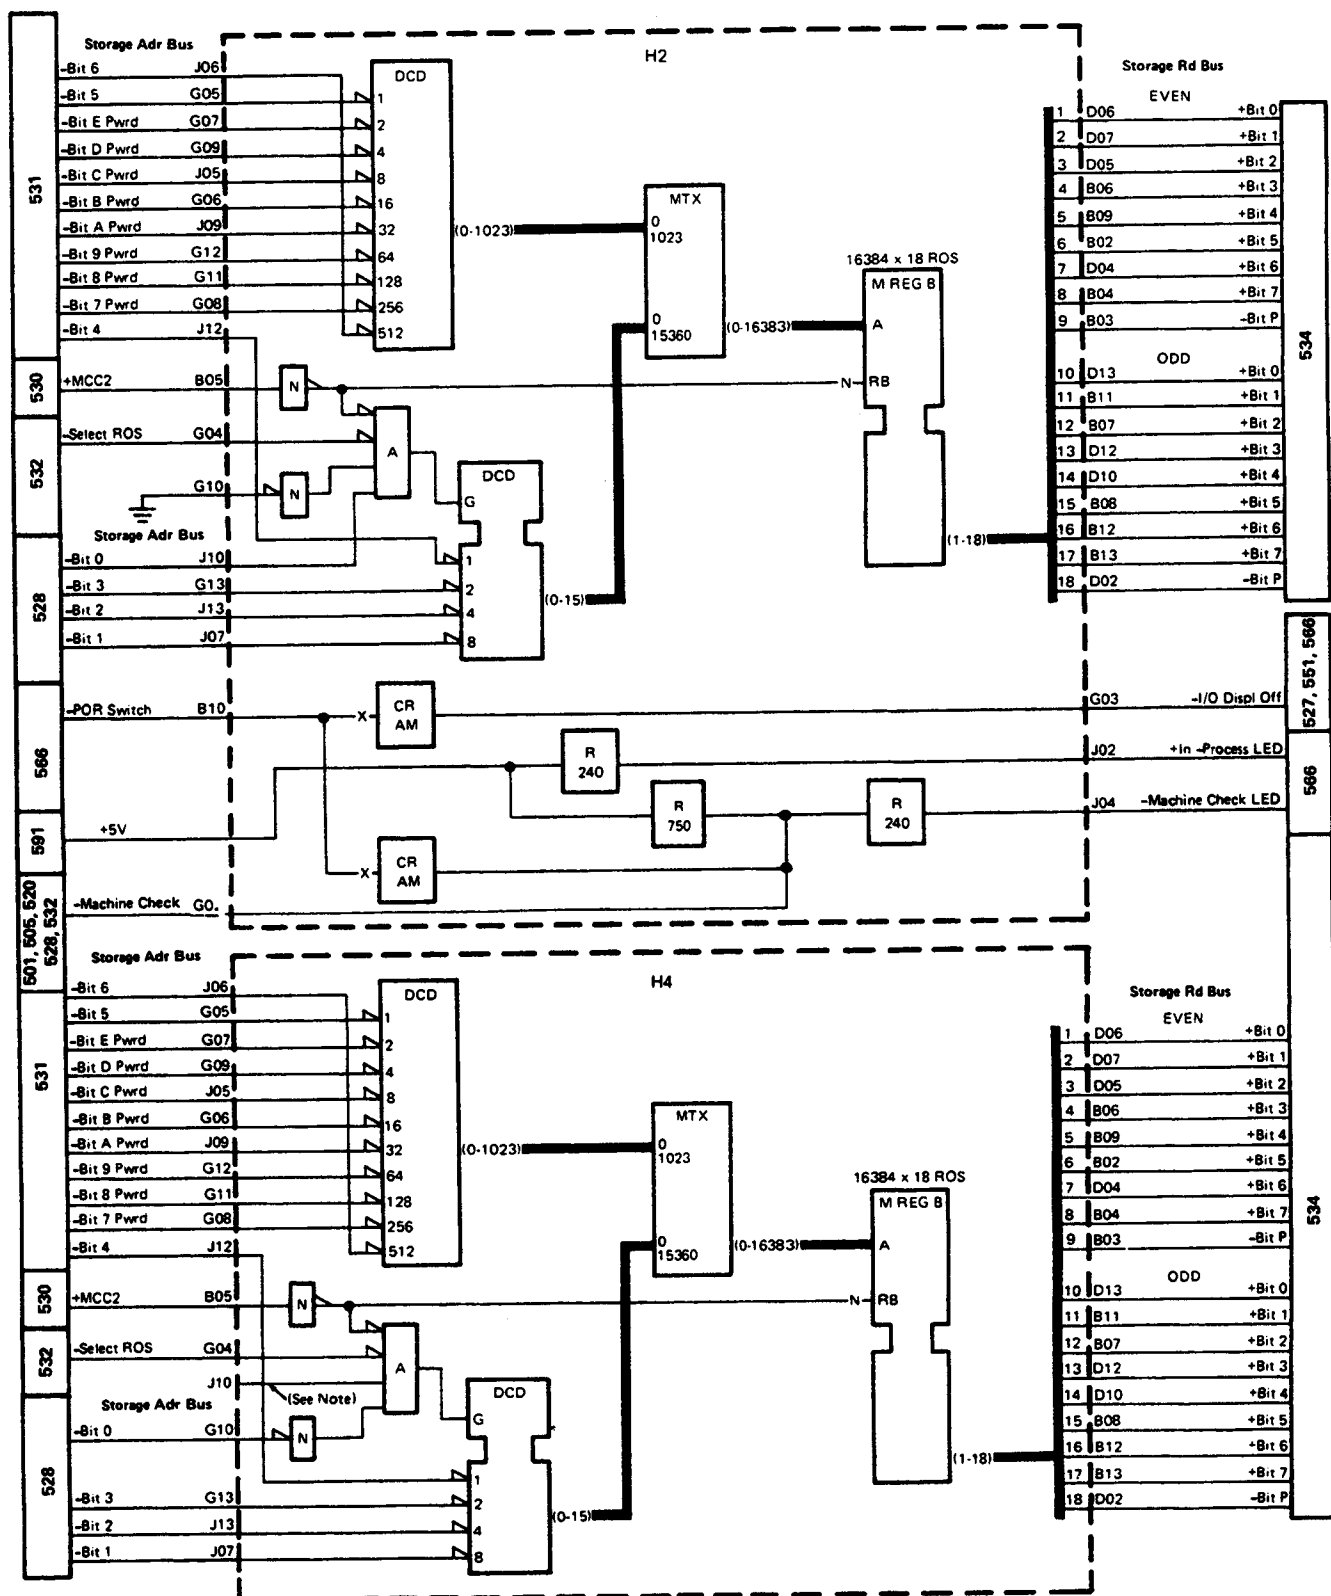 Storage Adr Bus
H2
531
-Bit 6 J06
-Bit 5 G05
-Bit E Pwrd G07
-Bit D Pwrd G09
-Bit C Pwrd J05
-Bit B Pwrd G06
-Bit A Pwrd J09
-Bit 9 Pwrd G12
-Bit 8 Pwrd G11
-Bit 7 Pwrd G08
-Bit 4 J12
DCD
1
2
4
8
16
32
64
128
256
512
(0-1023)
MTX
0
1023
0
15360
(0-16383)
16384 x 18 ROS
M REG B
A
N RB
(1-18)
530
+MCC2 B05
N
532
-Select ROS G04
A
G10
N
Storage Adr Bus
528
-Bit 0 J10
-Bit 3 G13
-Bit 2 J13
-Bit 1 J07
DCD
G
1
2
4
8
(0-15)
Storage Rd Bus
EVEN
1 D06 +Bit 0
2 D07 +Bit 1
3 D05 +Bit 2
4 B06 +Bit 3
5 B09 +Bit 4
6 B02 +Bit 5
7 D04 +Bit 6
8 B04 +Bit 7
9 B03 -Bit P
ODD
10 D13 +Bit 0
11 B11 +Bit 1
12 B07 +Bit 2
13 D12 +Bit 3
14 D10 +Bit 4
15 B08 +Bit 5
16 B12 +Bit 6
17 B13 +Bit 7
18 D02 -Bit P
534
566
-POR Switch B10
X
CR
AM
G03 -I/O Displ Off
527, 551, 566
R
240
J02 +In -Process LED
R
750
R
240
J04 -Machine Check LED
566
591
+5V
X
CR
AM
501, 505, 520
528, 532
-Machine Check
Storage Adr Bus
H4
531
-Bit 6 J06
-Bit 5 G05
-Bit E Pwrd G07
-Bit D Pwrd G09
-Bit C Pwrd J05
-Bit B Pwrd G06
-Bit A Pwrd J09
-Bit 9 Pwrd G12
-Bit 8 Pwrd G11
-Bit 7 Pwrd G08
-Bit 4 J12
DCD
1
2
4
8
16
32
64
128
256
512
(0-1023)
MTX
0
1023
0
15360
(0-16383)
16384 x 18 ROS
M REG B
A
N RB
(1-18)
530
+MCC2 B05
N
532
-Select ROS G04
A
J10
(See Note)
Storage Adr Bus
528
-Bit 0 G10
N
-Bit 3 G13
-Bit 2 J13
-Bit 1 J07
DCD
G
1
2
4
8
(0-15)
Storage Rd Bus
EVEN
1 D06 +Bit 0
2 D07 +Bit 1
3 D05 +Bit 2
4 B06 +Bit 3
5 B09 +Bit 4
6 B02 +Bit 5
7 D04 +Bit 6
8 B04 +Bit 7
9 B03 -Bit P
ODD
10 D13 +Bit 0
11 B11 +Bit 1
12 B07 +Bit 2
13 D12 +Bit 3
14 D10 +Bit 4
15 B08 +Bit 5
16 B12 +Bit 6
17 B13 +Bit 7
18 D02 -Bit P
534